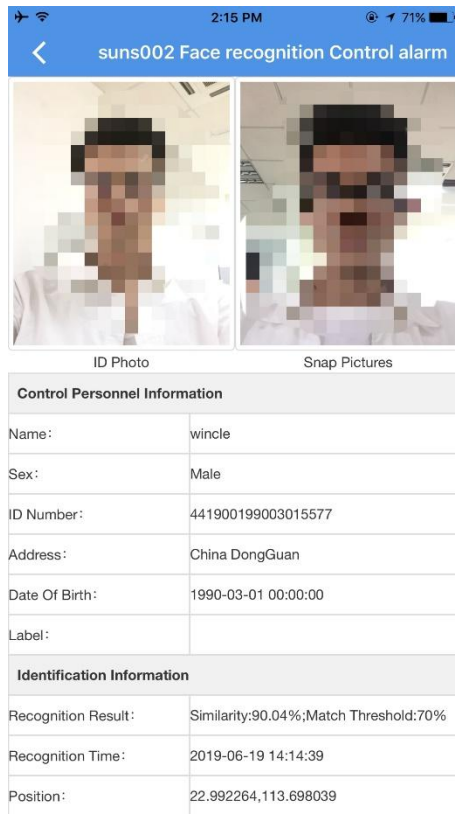 2:15 PM
71%
suns002 Face recognition Control alarm
ID Photo
Snap Pictures
Control Personnel Information
Name:
wincle
Sex:
Male
ID Number:
441900199003015577
Address:
China DongGuan
Date Of Birth:
1990-03-01 00:00:00
Label:
Identification Information
Recognition Result:
Similarity:90.04%;Match Threshold:70%
Recognition Time:
2019-06-19 14:14:39
Position:
22.992264,113.698039